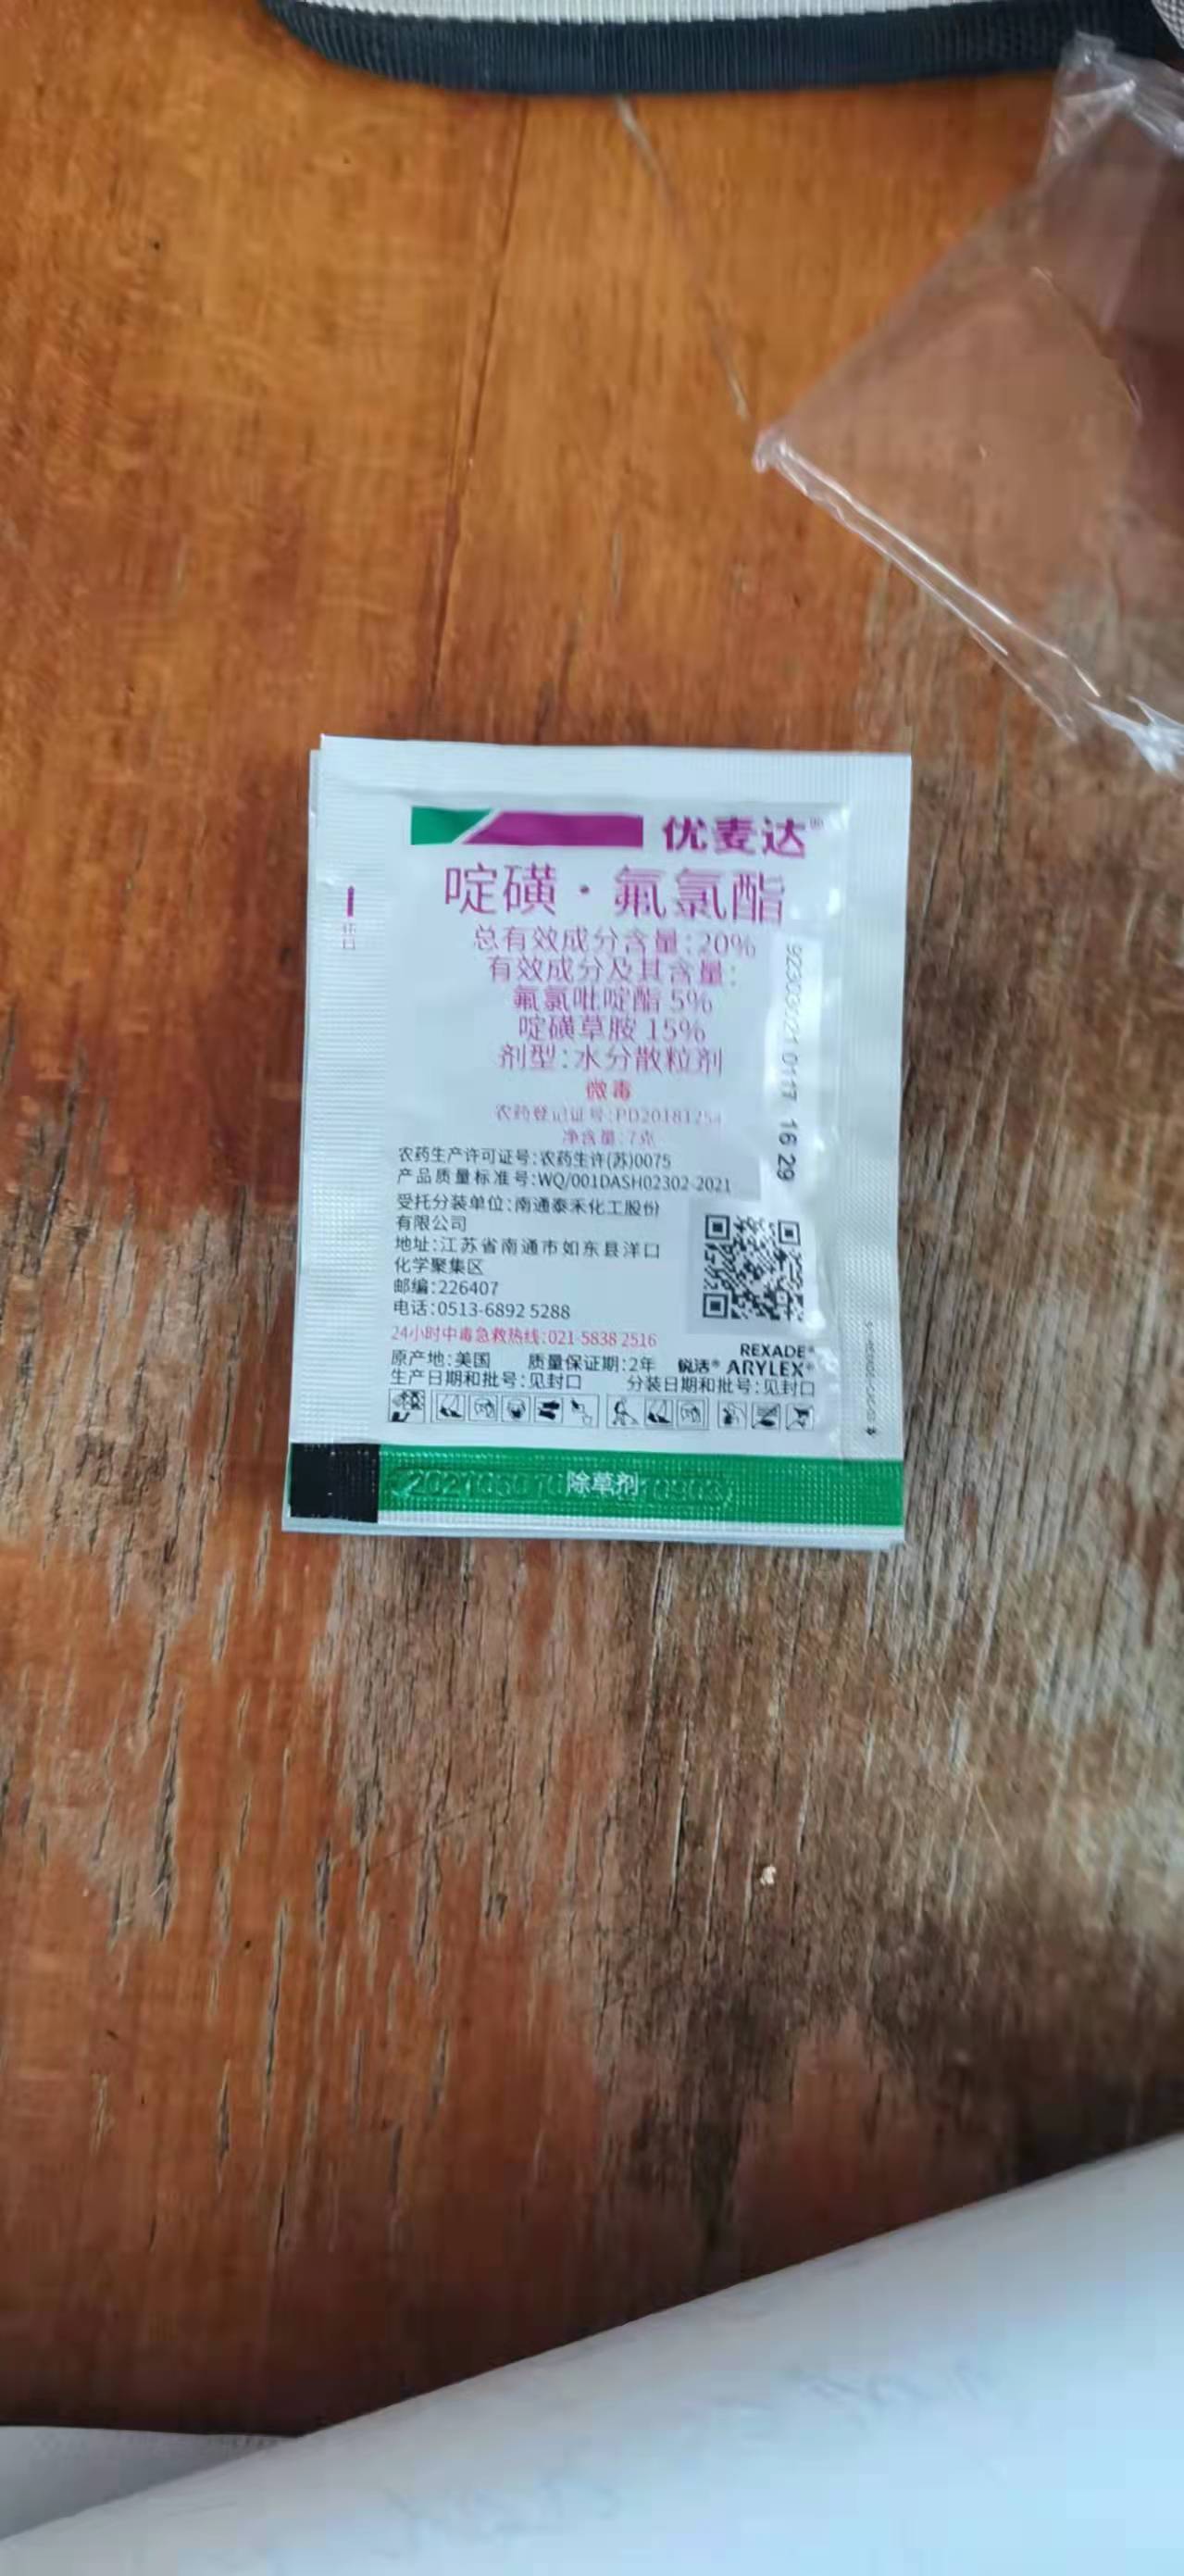 优麦达
啶磺·氟氯酯
总有效成分含量:20%
有效成分及其含量:
氟氯吡啶酯 5%
啶磺草胺 15%
剂型:水分散粒剂
微毒
农药登记证号:
净含量:7克
农药生产许可证号:农药生许(苏)0075
产品质量标准号:WQ/001DASH02302-2021
受托分装单位:南通泰禾化工股份
有限公司
地址:江苏省南通市如东县洋口
化学聚集区
邮编:226407
电话:0513-6892 5288
24小时中毒急救热线:021-5838 2516
REXADE®
原产地:美国 质量保证期:2年 锐活® ARYLEX®
生产日期和批号:见封口 分装日期和批号:见封口
除草剂
16 29